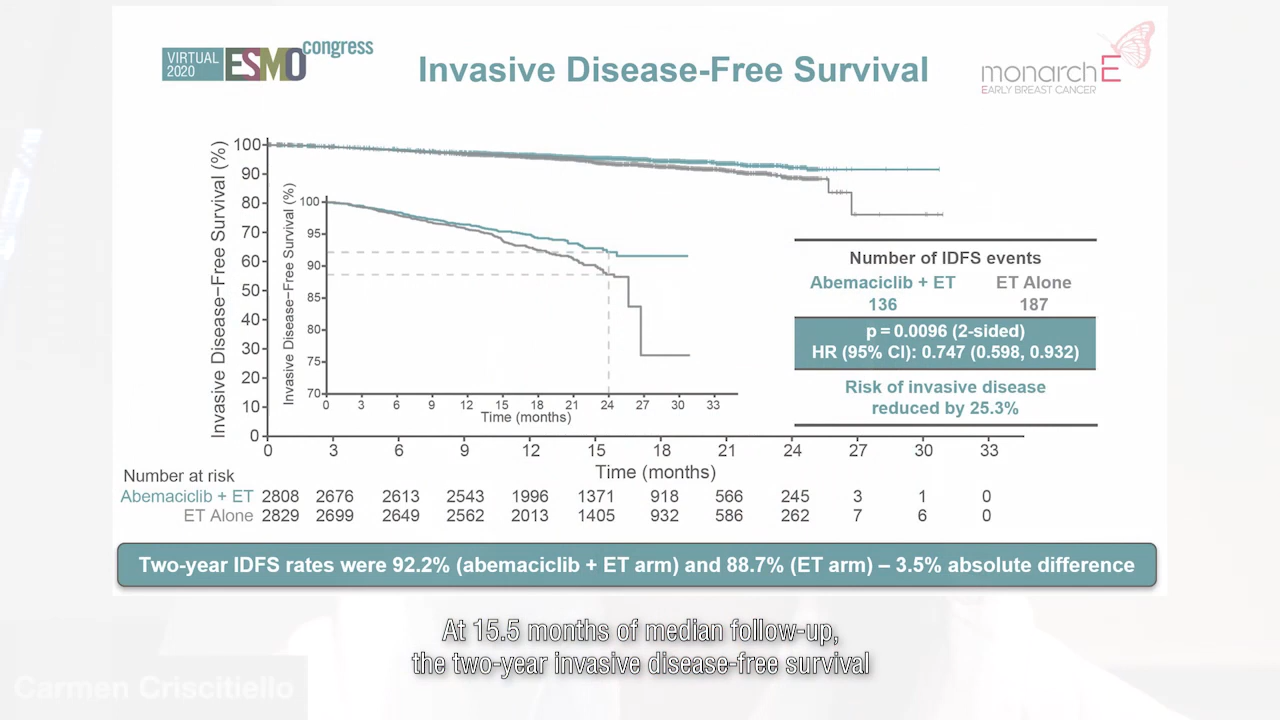 VIRTUAL
2020
ESMO congress
Invasive Disease-Free Survival
monarchE
EARLY BREAST CANCER
Invasive Disease–Free Survival (%)
100
90
80
70
60
50
40
30
20
10
0
0 3 6 9 12 15 18 21 24 27 30 33
Time (months)
Invasive Disease–Free Survival (%)
100
95
90
85
80
75
70
0 3 6 9 12 15 18 21 24 27 30 33
Time (months)
Number of IDFS events
Abemaciclib + ET ET Alone
136 187
p = 0.0096 (2-sided)
HR (95% CI): 0.747 (0.598, 0.932)
Risk of invasive disease
reduced by 25.3%
Number at risk
Abemaciclib + ET 2808 2676 2613 2543 1996 1371 918 566 245 3 1 0
ET Alone 2829 2699 2649 2562 2013 1405 932 586 262 7 6 0
Two-year IDFS rates were 92.2% (abemaciclib + ET arm) and 88.7% (ET arm) – 3.5% absolute difference
At 15.5 months of median follow-up,
the two-year invasive disease-free survival
Carmen Criscitiello